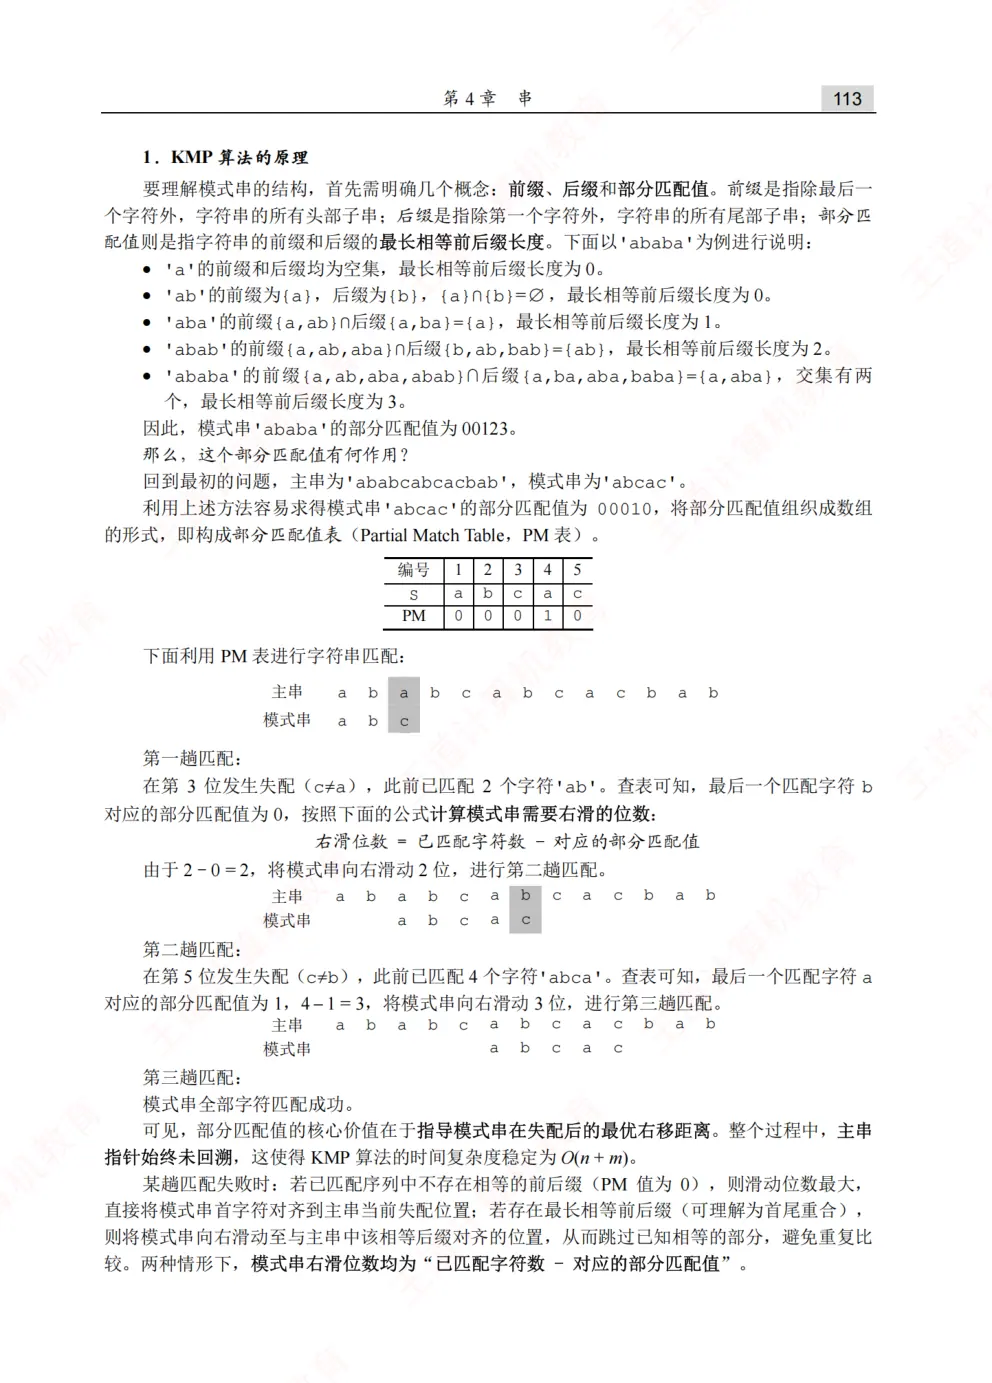 第 4 章 串 113
1．KMP 算法的原理
要理解模式串的结构，首先需明确几个概念：前缀、后缀和部分匹配值。前缀是指除最后一
个字符外，字符串的所有头部子串；后缀是指除第一个字符外，字符串的所有尾部子串；部分匹
配值则是指字符串的前缀和后缀的最长相等前后缀长度。下面以'ababa'为例进行说明：
● 'a'的前缀和后缀均为空集，最长相等前后缀长度为 0。
● 'ab'的前缀为{a}，后缀为{b}，{a}∩{b}=∅，最长相等前后缀长度为 0。
● 'aba'的前缀{a,ab}∩后缀{a,ba}={a}，最长相等前后缀长度为 1。
● 'abab'的前缀{a,ab,aba}∩后缀{b,ab,bab}={ab}，最长相等前后缀长度为 2。
● 'ababa'的前缀{a,ab,aba,abab}∩后缀{a,ba,aba,baba}={a,aba}，交集有两
个，最长相等前后缀长度为 3。
因此，模式串'ababa'的部分匹配值为 00123。
那么，这个部分匹配值有何作用？
回到最初的问题，主串为'ababcabcacbab'，模式串为'abcac'。
利用上述方法容易求得模式串'abcac'的部分匹配值为 00010，将部分匹配值组织成数组
的形式，即构成部分匹配值表（Partial Match Table，PM 表）。
编号 1 2 3 4 5
S a b c a c
PM 0 0 0 1 0
下面利用 PM 表进行字符串匹配：
主串 a b a b c a b c a c b a b
模式串 a b c
第一趟匹配：
在第 3 位发生失配（c≠a），此前已匹配 2 个字符'ab'。查表可知，最后一个匹配字符 b
对应的部分匹配值为 0，按照下面的公式计算模式串需要右滑的位数：
右滑位数 = 已匹配字符数 - 对应的部分匹配值
由于 2 - 0 = 2，将模式串向右滑动 2 位，进行第二趟匹配。
主串 a b a b c a b c a c b a b
模式串 a b c a c
第二趟匹配：
在第 5 位发生失配（c≠b），此前已匹配 4 个字符'abca'。查表可知，最后一个匹配字符 a
对应的部分匹配值为 1，4 – 1 = 3，将模式串向右滑动 3 位，进行第三趟匹配。
主串 a b a b c a b c a c b a b
模式串 a b c a c
第三趟匹配：
模式串全部字符匹配成功。
可见，部分匹配值的核心价值在于指导模式串在失配后的最优右移距离。整个过程中，主串
指针始终未回溯，这使得 KMP 算法的时间复杂度稳定为 O(n + m)。
某趟匹配失败时：若已匹配序列中不存在相等的前后缀（PM 值为 0），则滑动位数最大，
直接将模式串首字符对齐到主串当前失配位置；若存在最长相等前后缀（可理解为首尾重合），
则将模式串向右滑动至与主串中该相等后缀对齐的位置，从而跳过已知相等的部分，避免重复比
较。两种情形下，模式串右滑位数均为“已匹配字符数 - 对应的部分匹配值”。